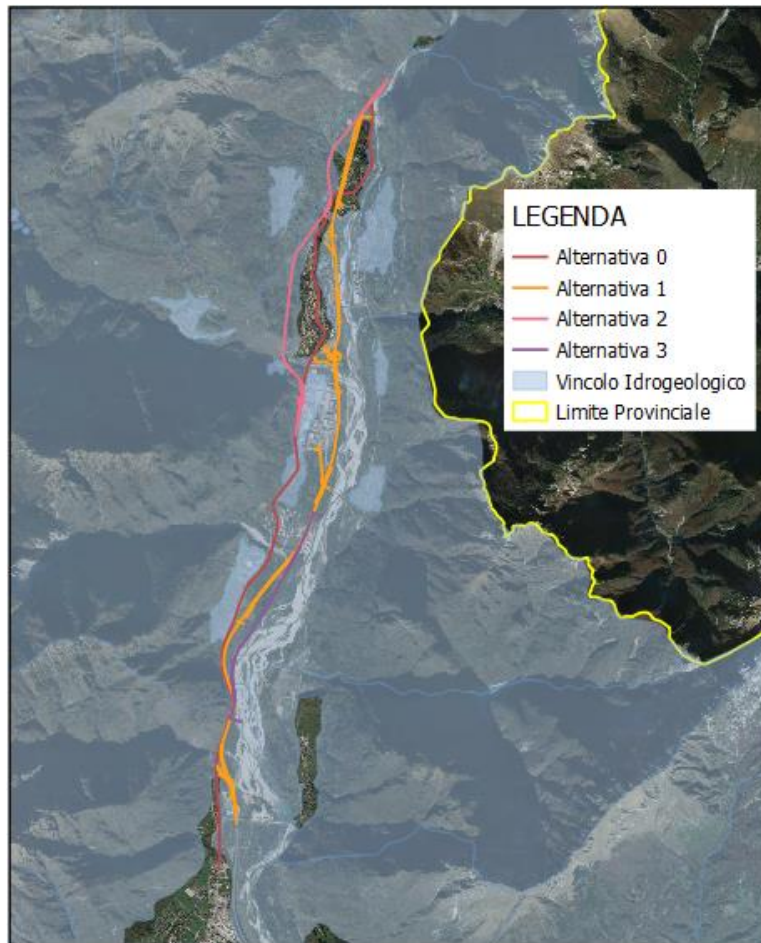 LEGENDA
Alternativa 0
Alternativa 1
Alternativa 2
Alternativa 3
Vincolo Idrogeologico
Limite Provinciale